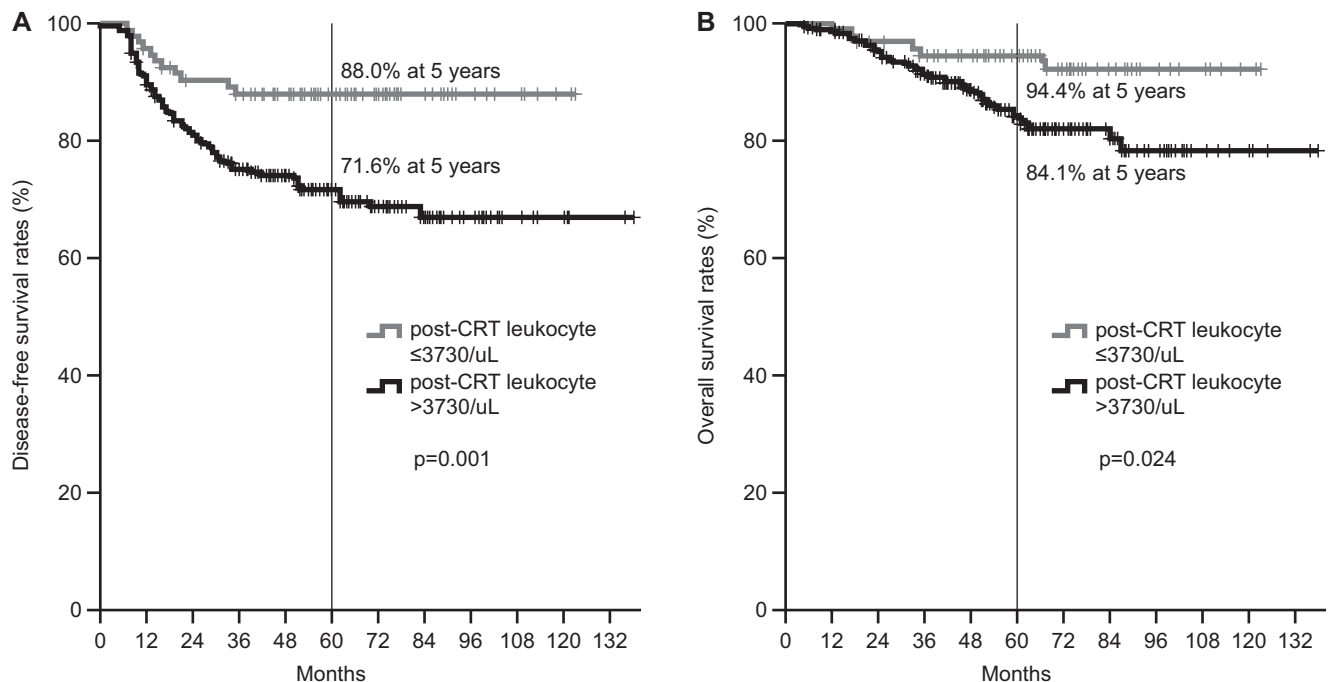 A
Disease-free survival rates (%)
100
80
60
40
20
0
88.0% at 5 years
71.6% at 5 years
post-CRT leukocyte
≤3730/uL
post-CRT leukocyte
>3730/uL
p=0.001
0 12 24 36 48 60 72 84 96 108 120 132
Months
B
Overall survival rates (%)
100
80
60
40
20
0
94.4% at 5 years
84.1% at 5 years
post-CRT leukocyte
≤3730/uL
post-CRT leukocyte
>3730/uL
p=0.024
0 12 24 36 48 60 72 84 96 108 120 132
Months